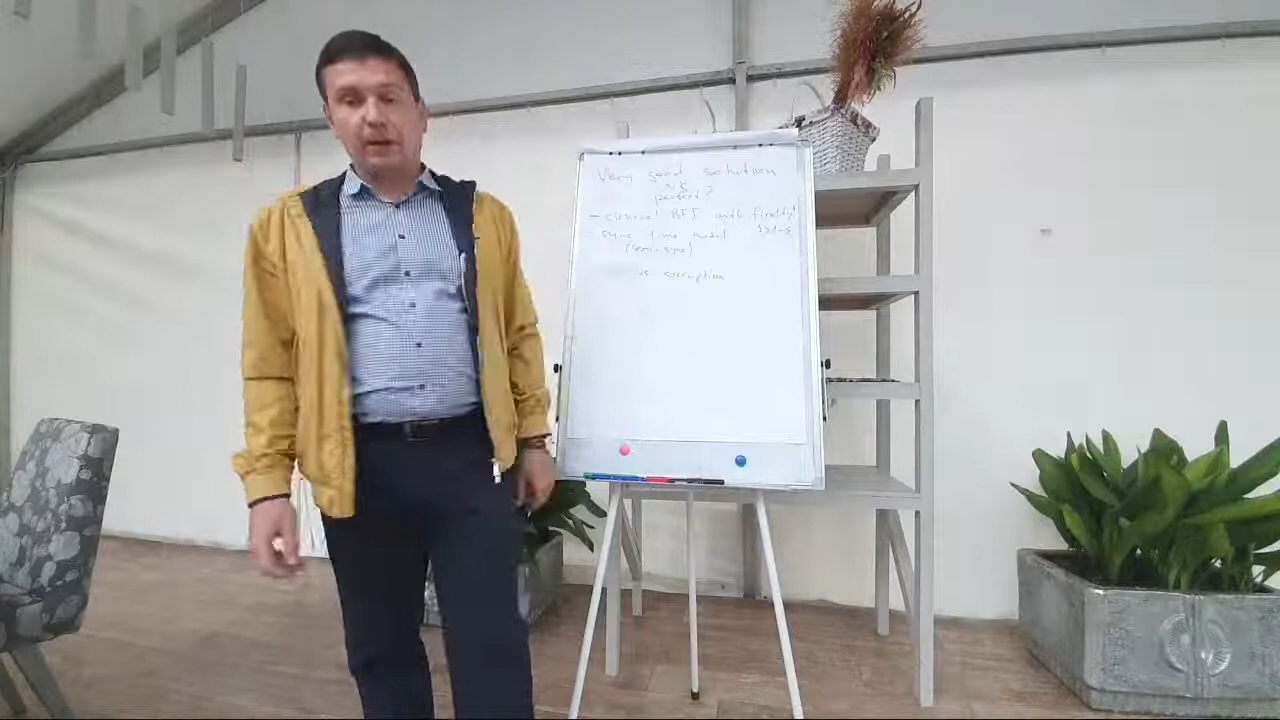 Very good solution
vs
perfect?
- classical BFT with finality
sync time model
(semi-sync)
corruption